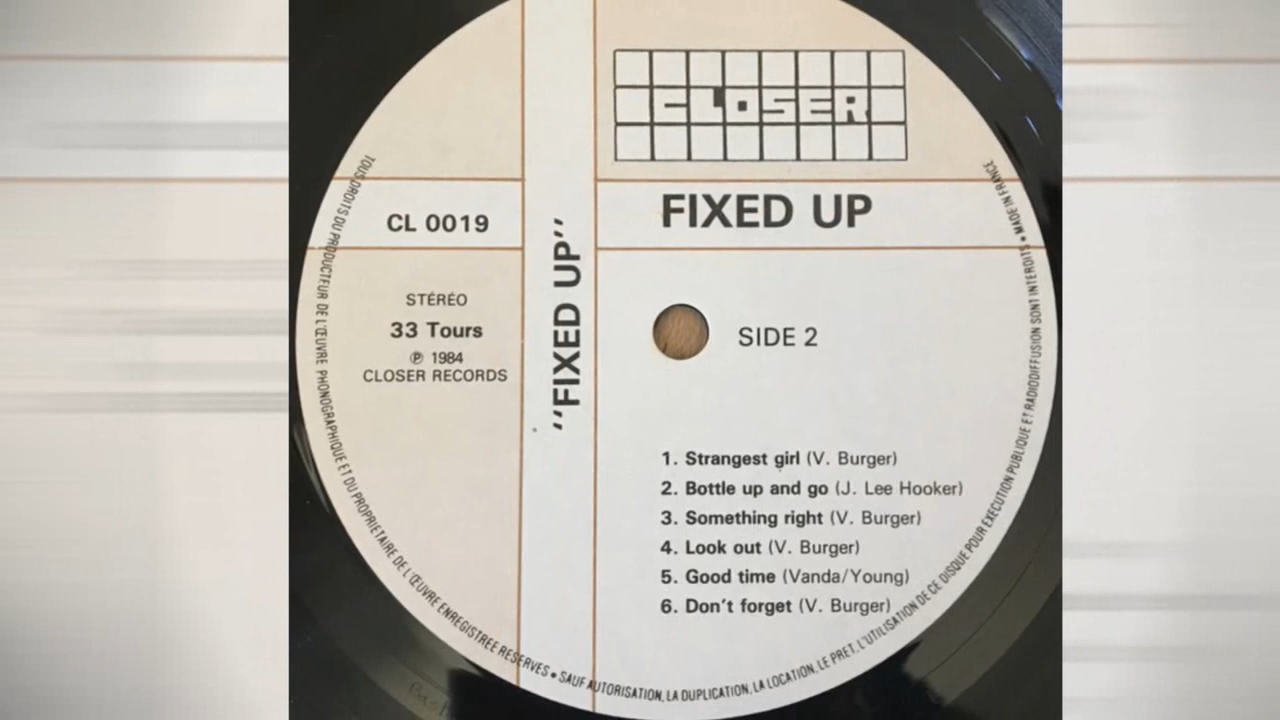 CLOSER
FIXED UP
CL 0019
"FIXED UP"
STÉRÉO
33 Tours
℗ 1984
CLOSER RECORDS
SIDE 2
1. Strangest girl (V. Burger)
2. Bottle up and go (J. Lee Hooker)
3. Something right (V. Burger)
4. Look out (V. Burger)
5. Good time (Vanda/Young)
6. Don't forget (V. Burger)
TOUS DROITS DU PRODUCTEUR DE L'ŒUVRE PHONOGRAPHIQUE ET DU PROPRIETAIRE DE L'ŒUVRE ENREGISTREE RESERVES • SAUF AUTORISATION, LA DUPLICATION, LA LOCATION, LE PRET, L'UTILISATION DE CE DISQUE POUR EXECUTION PUBLIQUE ET RADIODIFFUSION SONT INTERDITS • MADE IN FRANCE